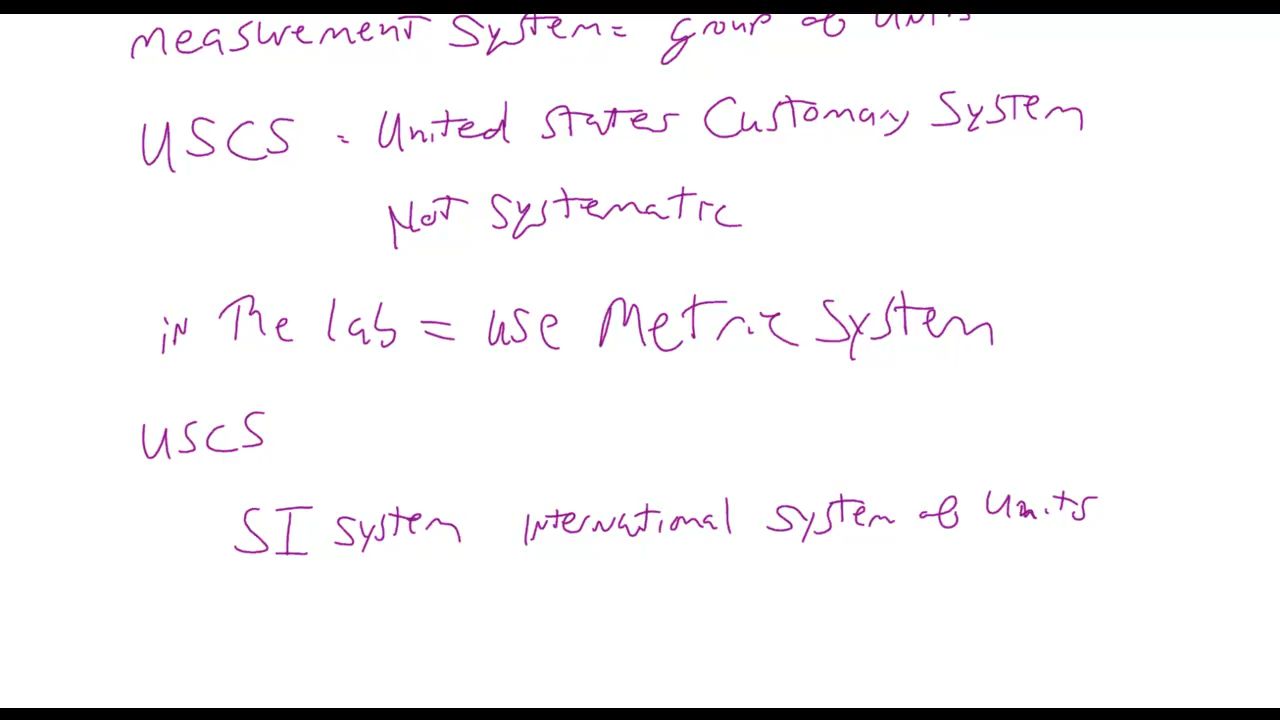 measurement system = group of units
USCS = United States Customary System
Not systematic
in The lab = use Metric System
USCS
SI system International system of Units